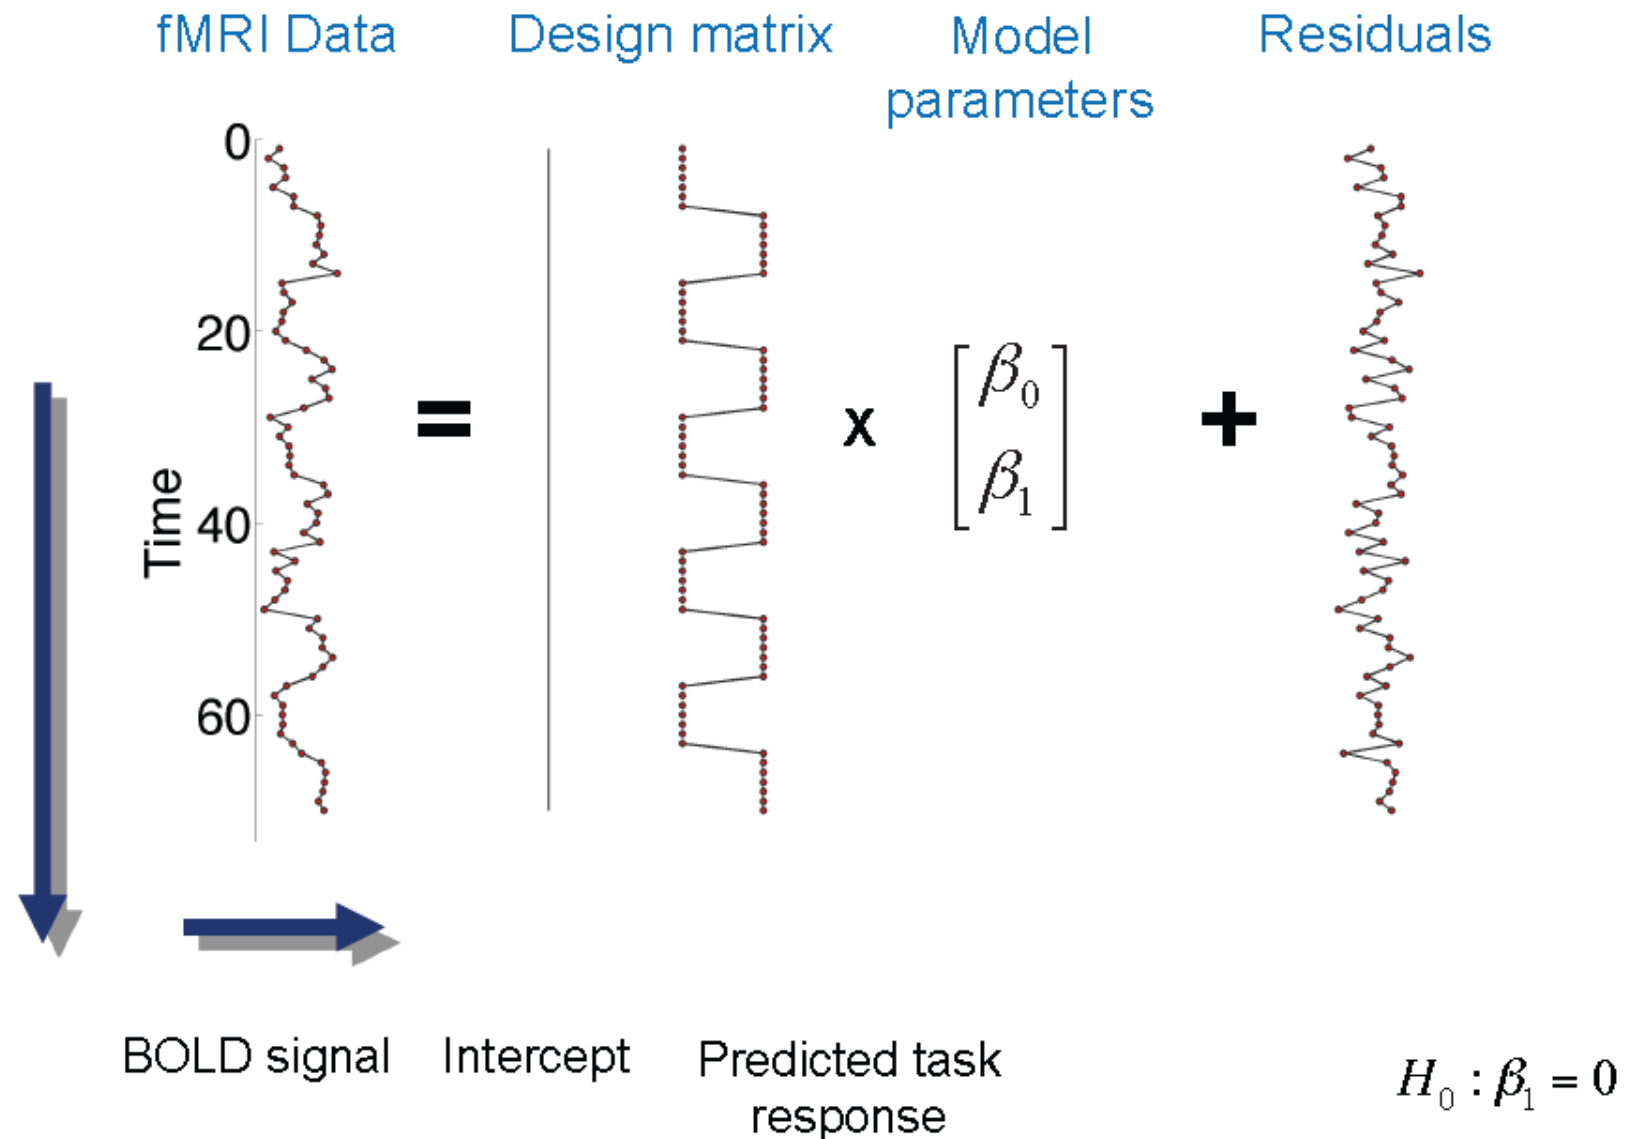 fMRI Data
Design matrix
Model
parameters
Residuals
0
20
40
60
Time
=
x
[β₀
β₁]
+
BOLD signal
Intercept
Predicted task
response
H₀ : β₁ = 0